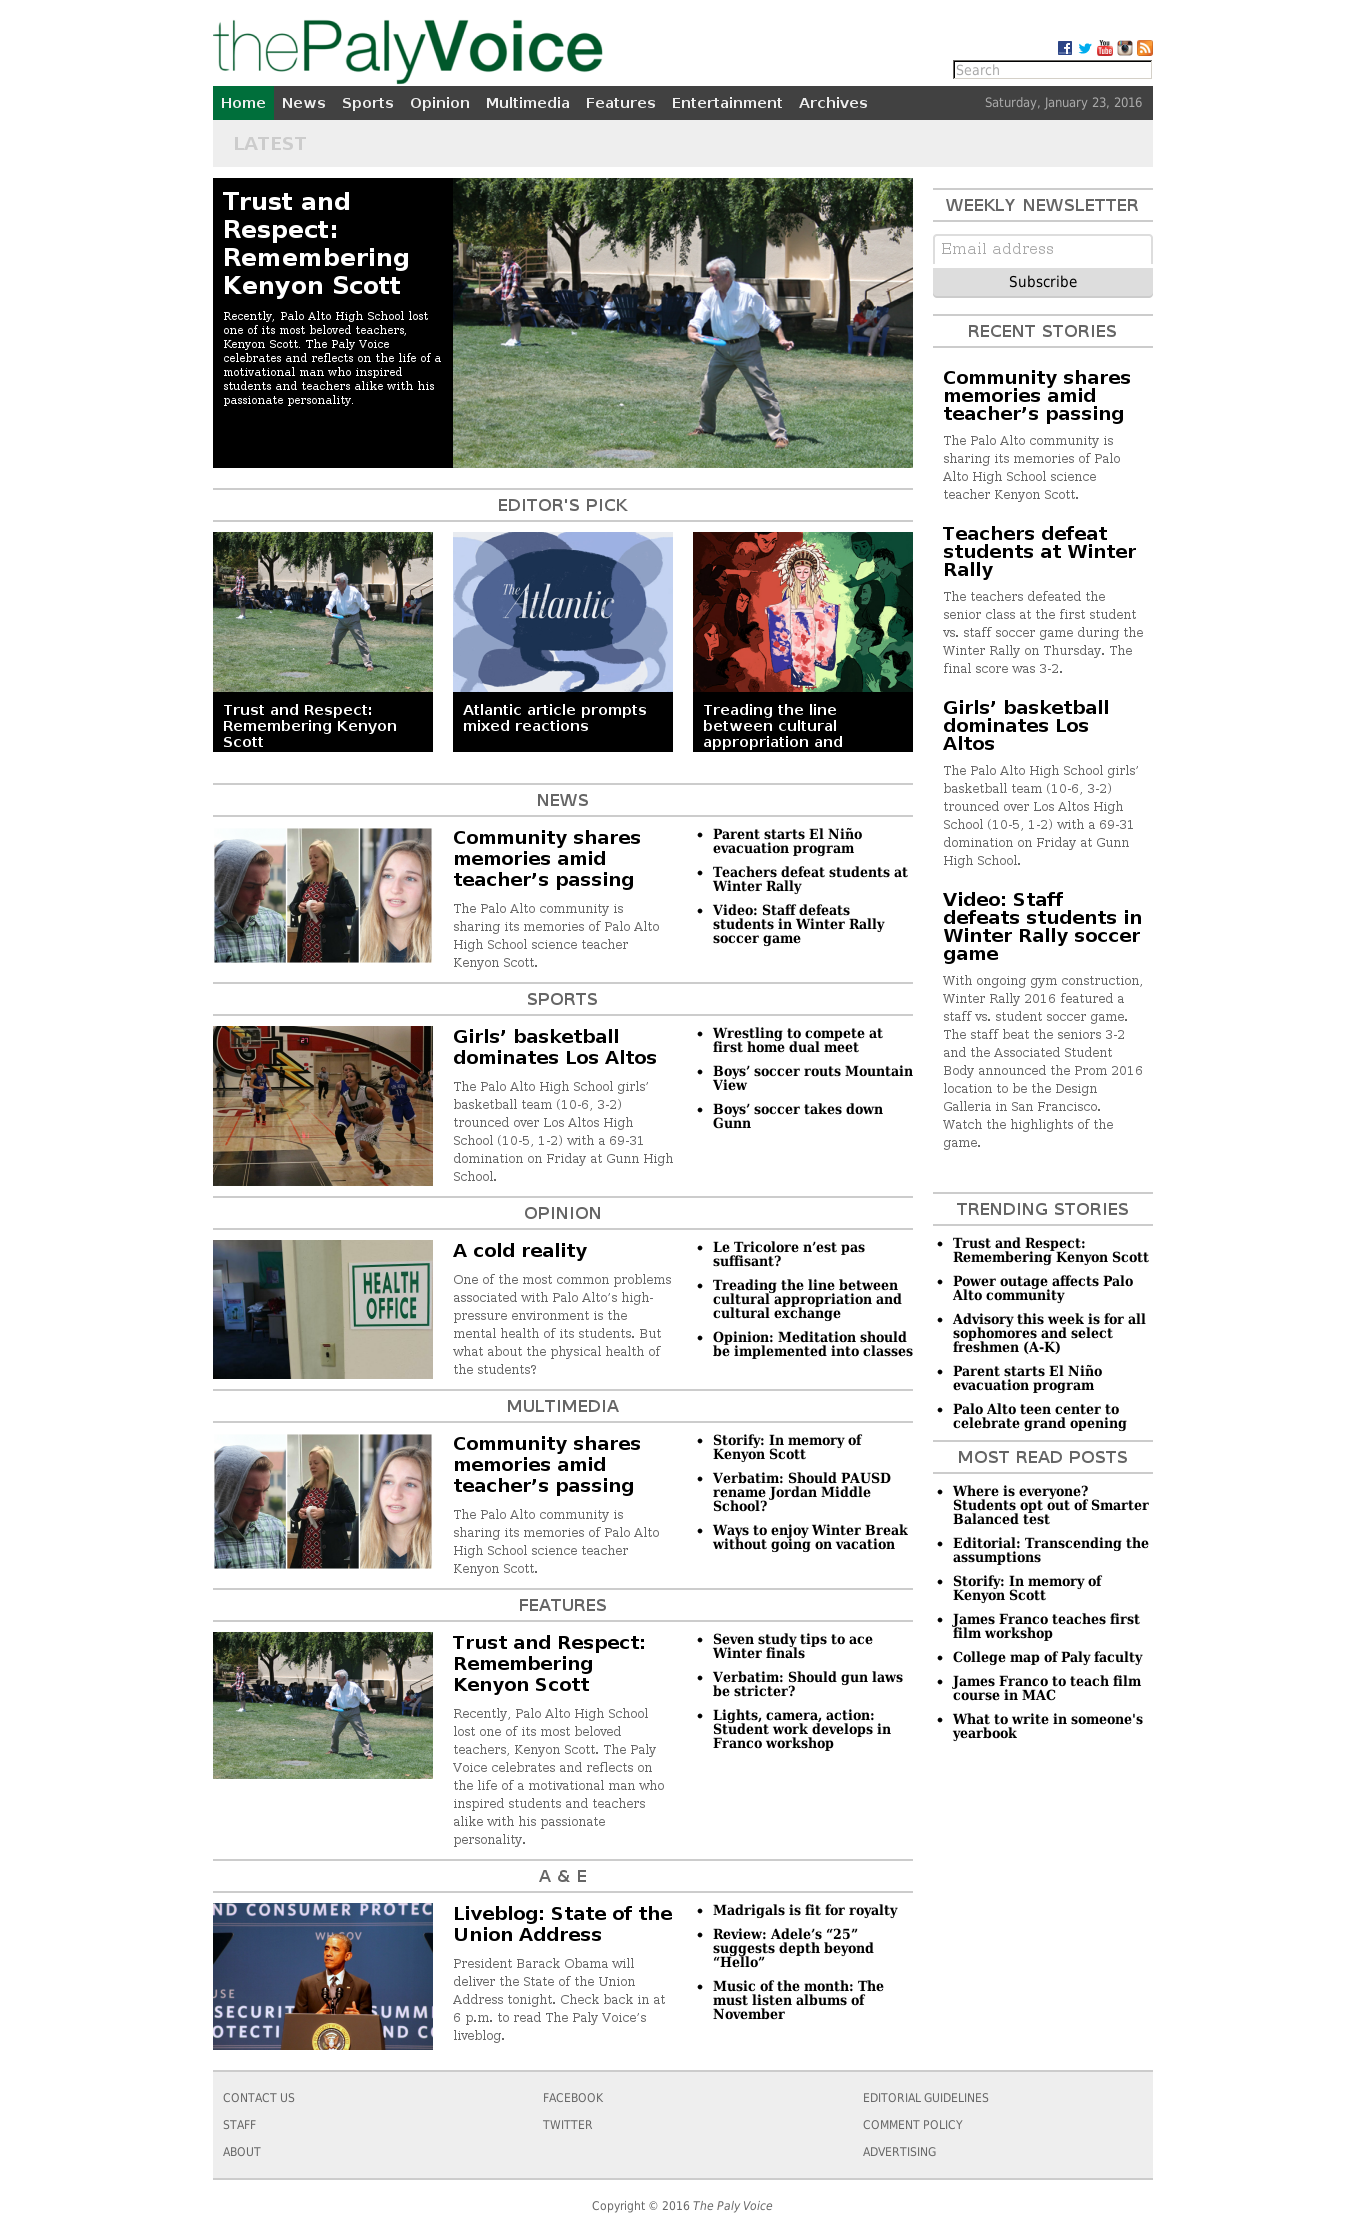 thePalyVoice
Search
Home News Sports Opinion Multimedia Features Entertainment Archives Saturday, January 23, 2016
LATEST
Trust and
Respect:
Remembering
Kenyon Scott
Recently, Palo Alto High School lost
one of its most beloved teachers,
Kenyon Scott. The Paly Voice
celebrates and reflects on the life of a
motivational man who inspired
students and teachers alike with his
passionate personality.
EDITOR'S PICK
The Atlantic
Trust and Respect:
Remembering Kenyon
Scott
Atlantic article prompts
mixed reactions
Treading the line
between cultural
appropriation and
NEWS
Community shares
memories amid
teacher’s passing
The Palo Alto community is
sharing its memories of Palo Alto
High School science teacher
Kenyon Scott.
• Parent starts El Niño
evacuation program
• Teachers defeat students at
Winter Rally
• Video: Staff defeats
students in Winter Rally
soccer game
SPORTS
Girls’ basketball
dominates Los Altos
The Palo Alto High School girls’
basketball team (10-6, 3-2)
trounced over Los Altos High
School (10-5, 1-2) with a 69-31
domination on Friday at Gunn High
School.
• Wrestling to compete at
first home dual meet
• Boys’ soccer routs Mountain
View
• Boys’ soccer takes down
Gunn
OPINION
HEALTH
OFFICE
A cold reality
One of the most common problems
associated with Palo Alto’s high-
pressure environment is the
mental health of its students. But
what about the physical health of
the students?
• Le Tricolore n’est pas
suffisant?
• Treading the line between
cultural appropriation and
cultural exchange
• Opinion: Meditation should
be implemented into classes
MULTIMEDIA
Community shares
memories amid
teacher’s passing
The Palo Alto community is
sharing its memories of Palo Alto
High School science teacher
Kenyon Scott.
• Storify: In memory of
Kenyon Scott
• Verbatim: Should PAUSD
rename Jordan Middle
School?
• Ways to enjoy Winter Break
without going on vacation
FEATURES
Trust and Respect:
Remembering
Kenyon Scott
Recently, Palo Alto High School
lost one of its most beloved
teachers, Kenyon Scott. The Paly
Voice celebrates and reflects on
the life of a motivational man who
inspired students and teachers
alike with his passionate
personality.
• Seven study tips to ace
Winter finals
• Verbatim: Should gun laws
be stricter?
• Lights, camera, action:
Student work develops in
Franco workshop
A & E
ND CONSUMER PROTEC
WH.GOV
USE
SECURIT SUMM
OTECTI ND CO
Liveblog: State of the
Union Address
President Barack Obama will
deliver the State of the Union
Address tonight. Check back in at
6 p.m. to read The Paly Voice’s
liveblog.
• Madrigals is fit for royalty
• Review: Adele’s “25”
suggests depth beyond
“Hello”
• Music of the month: The
must listen albums of
November
WEEKLY NEWSLETTER
Email address
Subscribe
RECENT STORIES
Community shares
memories amid
teacher’s passing
The Palo Alto community is
sharing its memories of Palo
Alto High School science
teacher Kenyon Scott.
Teachers defeat
students at Winter
Rally
The teachers defeated the
senior class at the first student
vs. staff soccer game during the
Winter Rally on Thursday. The
final score was 3-2.
Girls’ basketball
dominates Los
Altos
The Palo Alto High School girls’
basketball team (10-6, 3-2)
trounced over Los Altos High
School (10-5, 1-2) with a 69-31
domination on Friday at Gunn
High School.
Video: Staff
defeats students in
Winter Rally soccer
game
With ongoing gym construction,
Winter Rally 2016 featured a
staff vs. student soccer game.
The staff beat the seniors 3-2
and the Associated Student
Body announced the Prom 2016
location to be the Design
Galleria in San Francisco.
Watch the highlights of the
game.
TRENDING STORIES
• Trust and Respect:
Remembering Kenyon Scott
• Power outage affects Palo
Alto community
• Advisory this week is for all
sophomores and select
freshmen (A-K)
• Parent starts El Niño
evacuation program
• Palo Alto teen center to
celebrate grand opening
MOST READ POSTS
• Where is everyone?
Students opt out of Smarter
Balanced test
• Editorial: Transcending the
assumptions
• Storify: In memory of
Kenyon Scott
• James Franco teaches first
film workshop
• College map of Paly faculty
• James Franco to teach film
course in MAC
• What to write in someone's
yearbook
CONTACT US
STAFF
ABOUT
FACEBOOK
TWITTER
EDITORIAL GUIDELINES
COMMENT POLICY
ADVERTISING
Copyright © 2016 The Paly Voice